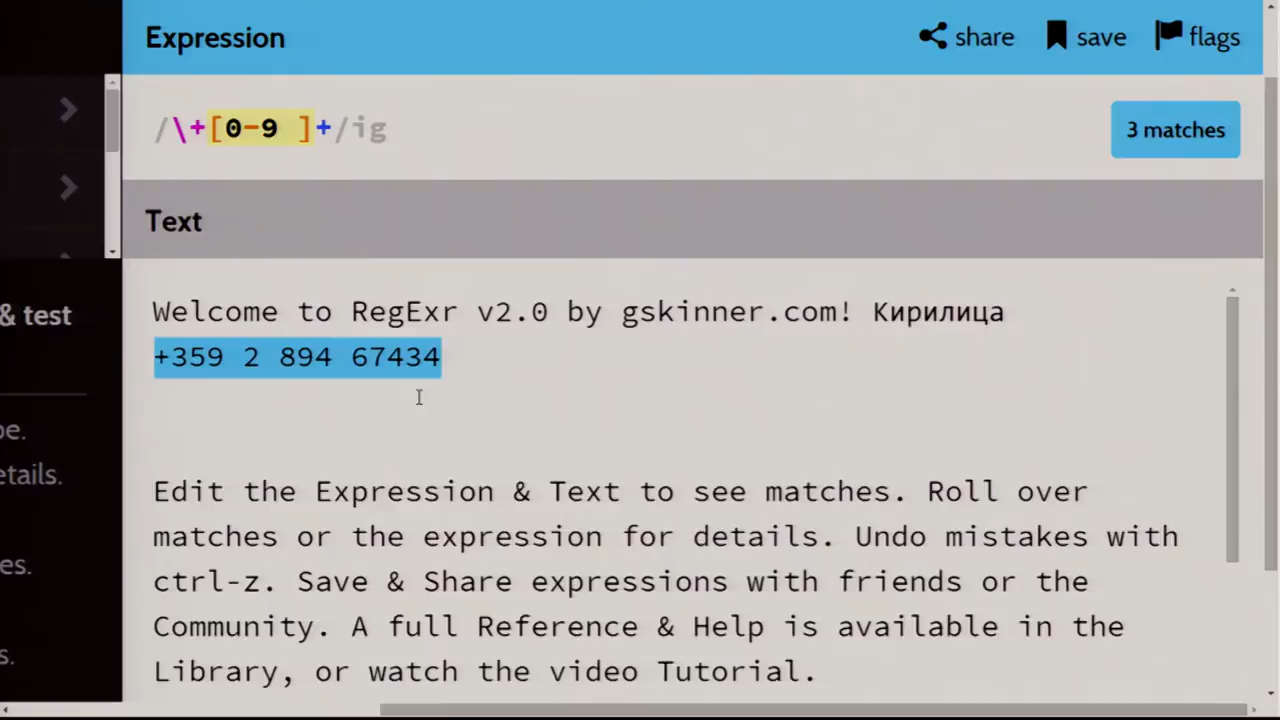 Expression
share
save
flags
/\+[0-9 ]+/ig
3 matches
Text
& test
Welcome to RegExr v2.0 by gskinner.com! Кирилица
+359 2 894 67434
Edit the Expression & Text to see matches. Roll over
matches or the expression for details. Undo mistakes with
ctrl-z. Save & Share expressions with friends or the
Community. A full Reference & Help is available in the
Library, or watch the video Tutorial.